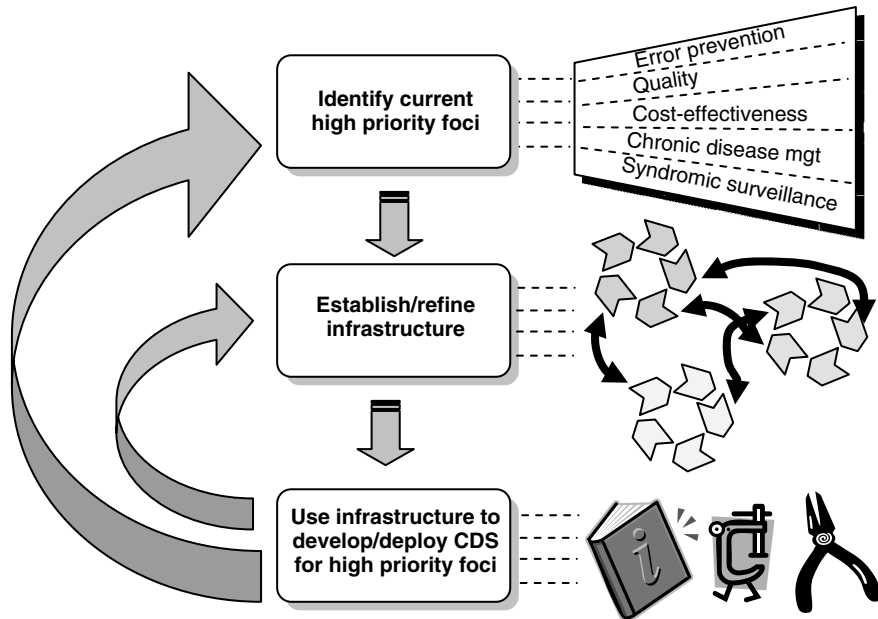 Identify current
high priority foci
Error prevention
Quality
Cost-effectiveness
Chronic disease mgt
Syndromic surveillance
Establish/refine
infrastructure
Use infrastructure to
develop/deploy CDS
for high priority foci
i